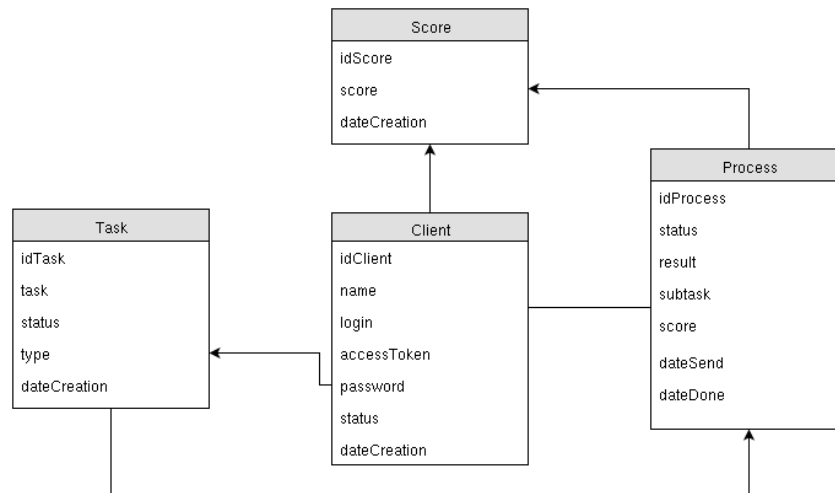 Score
idScore
score
dateCreation
Process
idProcess
status
result
subtask
score
dateSend
dateDone
Task
idTask
task
status
type
dateCreation
Client
idClient
name
login
accessToken
password
status
dateCreation